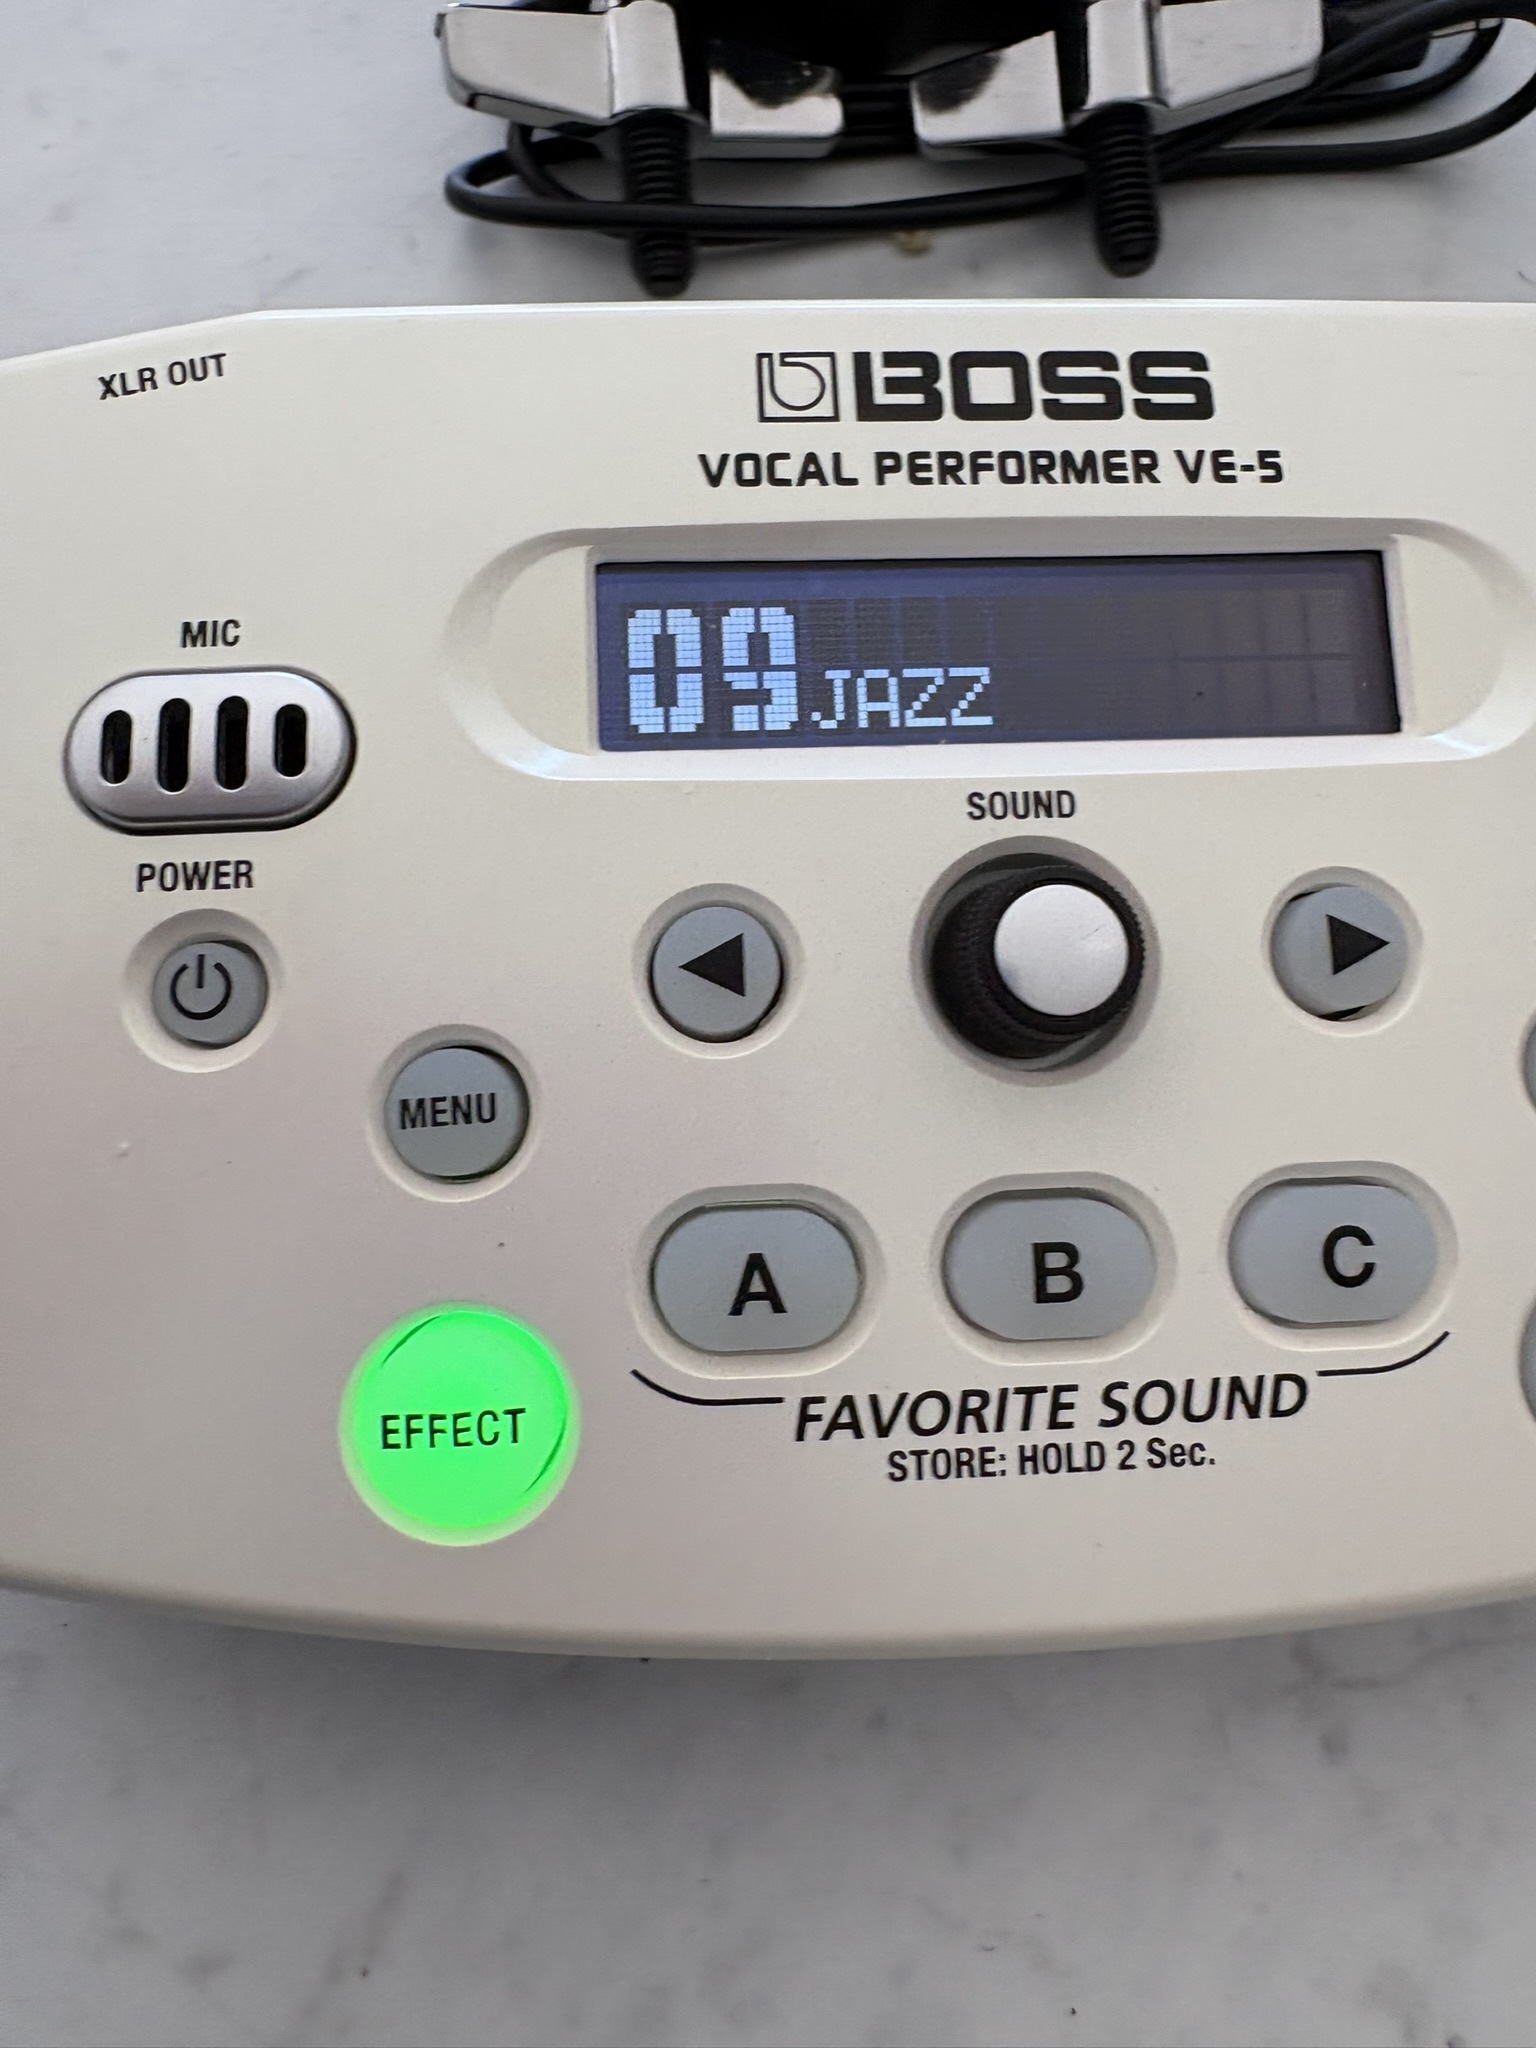 XLR OUT
BOSS
VOCAL PERFORMER VE-5
MIC
09 JAZZ
SOUND
POWER
MENU
A B C
EFFECT
FAVORITE SOUND
STORE: HOLD 2 Sec.